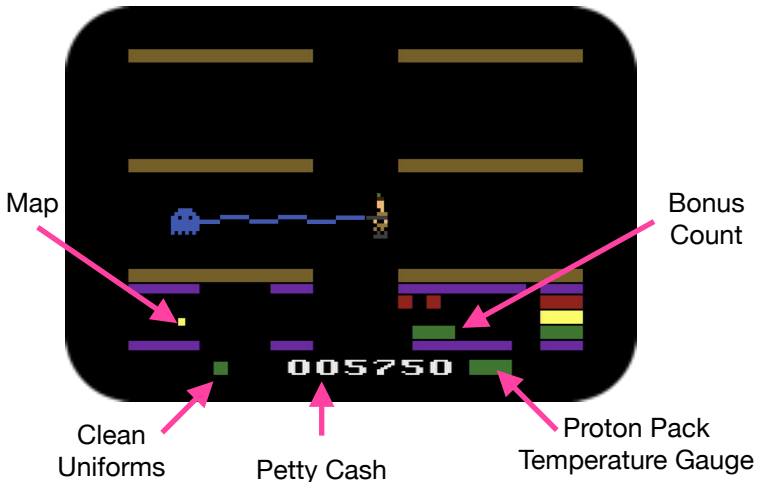 Map
Bonus
Count
005750
Clean
Uniforms
Petty Cash
Proton Pack
Temperature Gauge